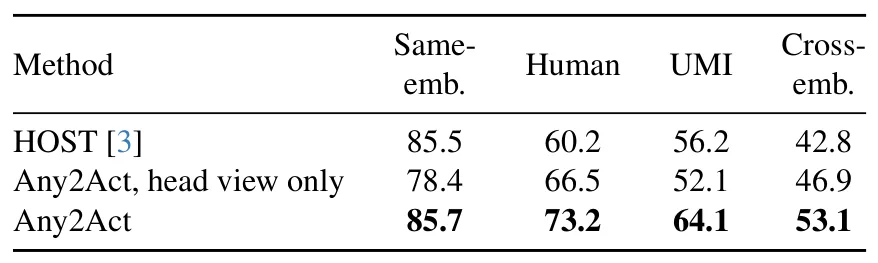 Method Same-emb. Human UMI Cross-emb.
HOST [3] 85.5 60.2 56.2 42.8
Any2Act, head view only 78.4 66.5 52.1 46.9
Any2Act 85.7 73.2 64.1 53.1